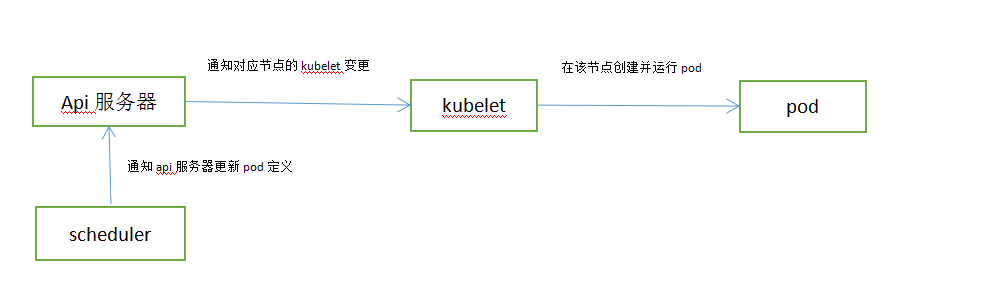 通知对应节点的 kubelet 变更
在该节点创建并运行 pod
Api 服务器
kubelet
pod
通知 api 服务器更新 pod 定义
scheduler